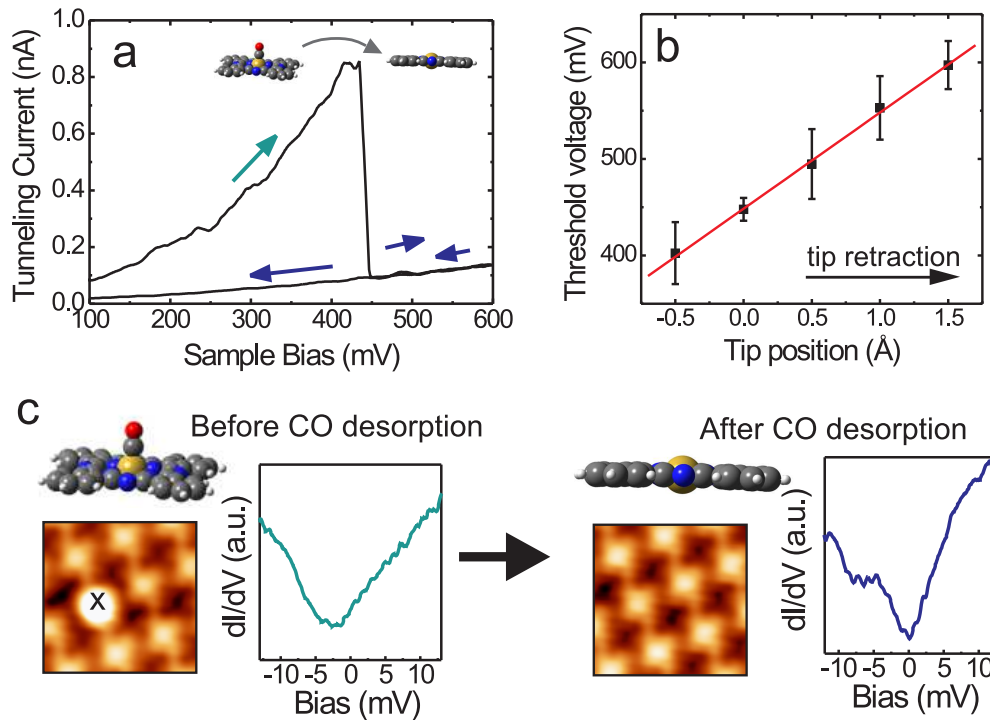 a
Tunneling Current (nA)
1.0
0.8
0.6
0.4
0.2
0.0
100 200 300 400 500 600
Sample Bias (mV)
b
Threshold voltage (mV)
600
500
400
tip retraction
-0.5 0.0 0.5 1.0 1.5
Tip position (Å)
c
Before CO desorption
x
dI/dV (a.u.)
-10 -5 0 5 10
Bias (mV)
After CO desorption
dI/dV (a.u.)
-10 -5 0 5 10
Bias (mV)